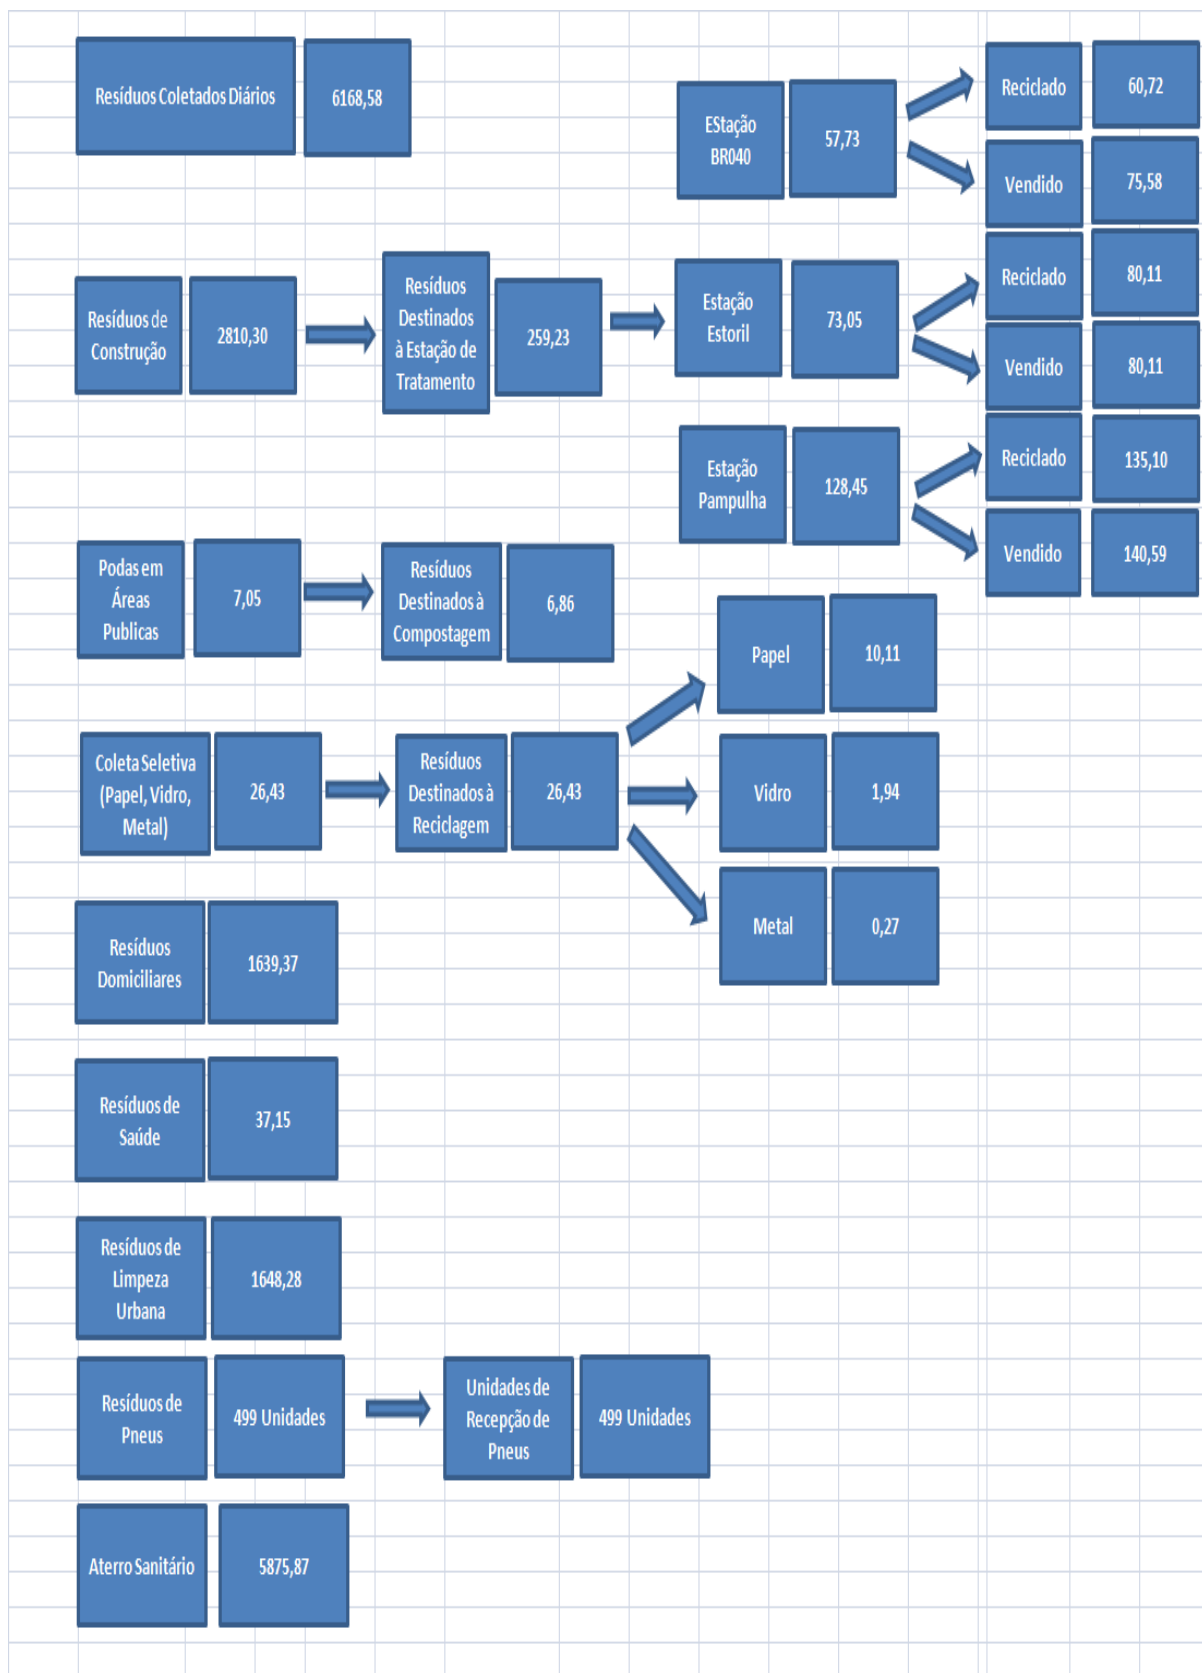 Resíduos Coletados Diários
6168,58
EStação
BR040
57,73
Reciclado
60,72
Vendido
75,58
Resíduos de
Construção
2810,30
Resíduos
Destinados
à Estação de
Tratamento
259,23
Estação
Estoril
73,05
Reciclado
80,11
Vendido
80,11
Estação
Pampulha
128,45
Reciclado
135,10
Vendido
140,59
Podas em
Áreas
Publicas
7,05
Resíduos
Destinados à
Compostagem
6,86
Coleta Seletiva
(Papel, Vidro,
Metal)
26,43
Resíduos
Destinados à
Reciclagem
26,43
Papel
10,11
Vidro
1,94
Metal
0,27
Resíduos
Domiciliares
1639,37
Resíduos de
Saúde
37,15
Resíduos de
Limpeza
Urbana
1648,28
Resíduos de
Pneus
499 Unidades
Unidades de
Recepção de
Pneus
499 Unidades
Aterro Sanitário
5875,87